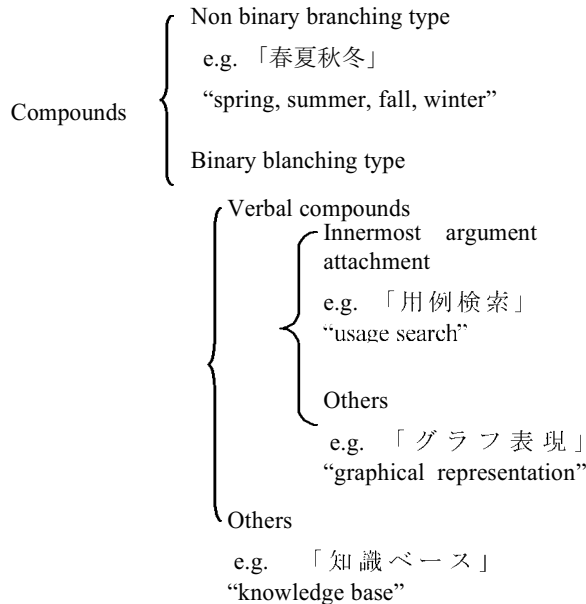 Non binary branching type
e.g. 「春夏秋冬」
“spring, summer, fall, winter”
Compounds
Binary blanching type
Verbal compounds
Innermost argument
attachment
e.g. 「用例検索」
“usage search”
Others
e.g. 「グラフ表現」
“graphical representation”
Others
e.g. 「知識ベース」
“knowledge base”